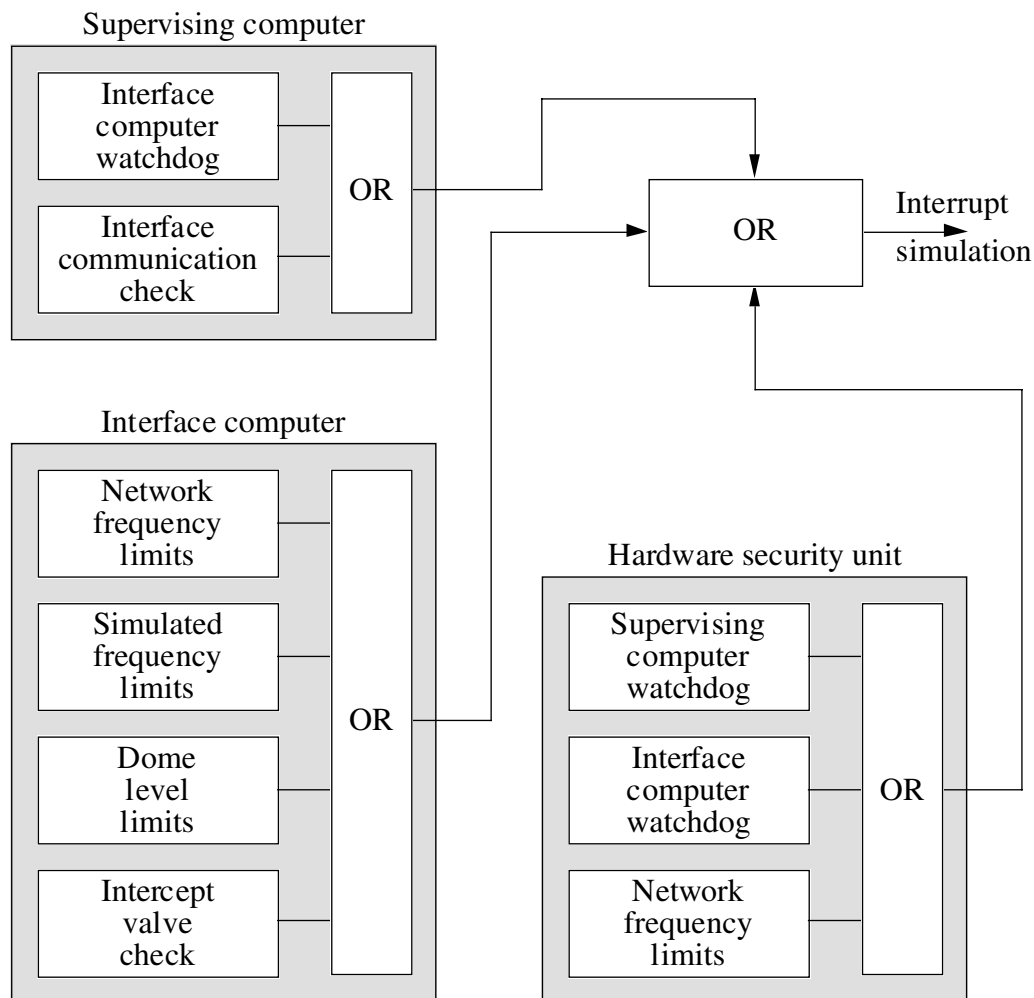 Supervising computer
Interface
computer
watchdog
Interface
communication
check
OR
OR
Interrupt
simulation
Interface computer
Network
frequency
limits
Simulated
frequency
limits
Dome
level
limits
Intercept
valve
check
OR
Hardware security unit
Supervising
computer
watchdog
Interface
computer
watchdog
Network
frequency
limits
OR